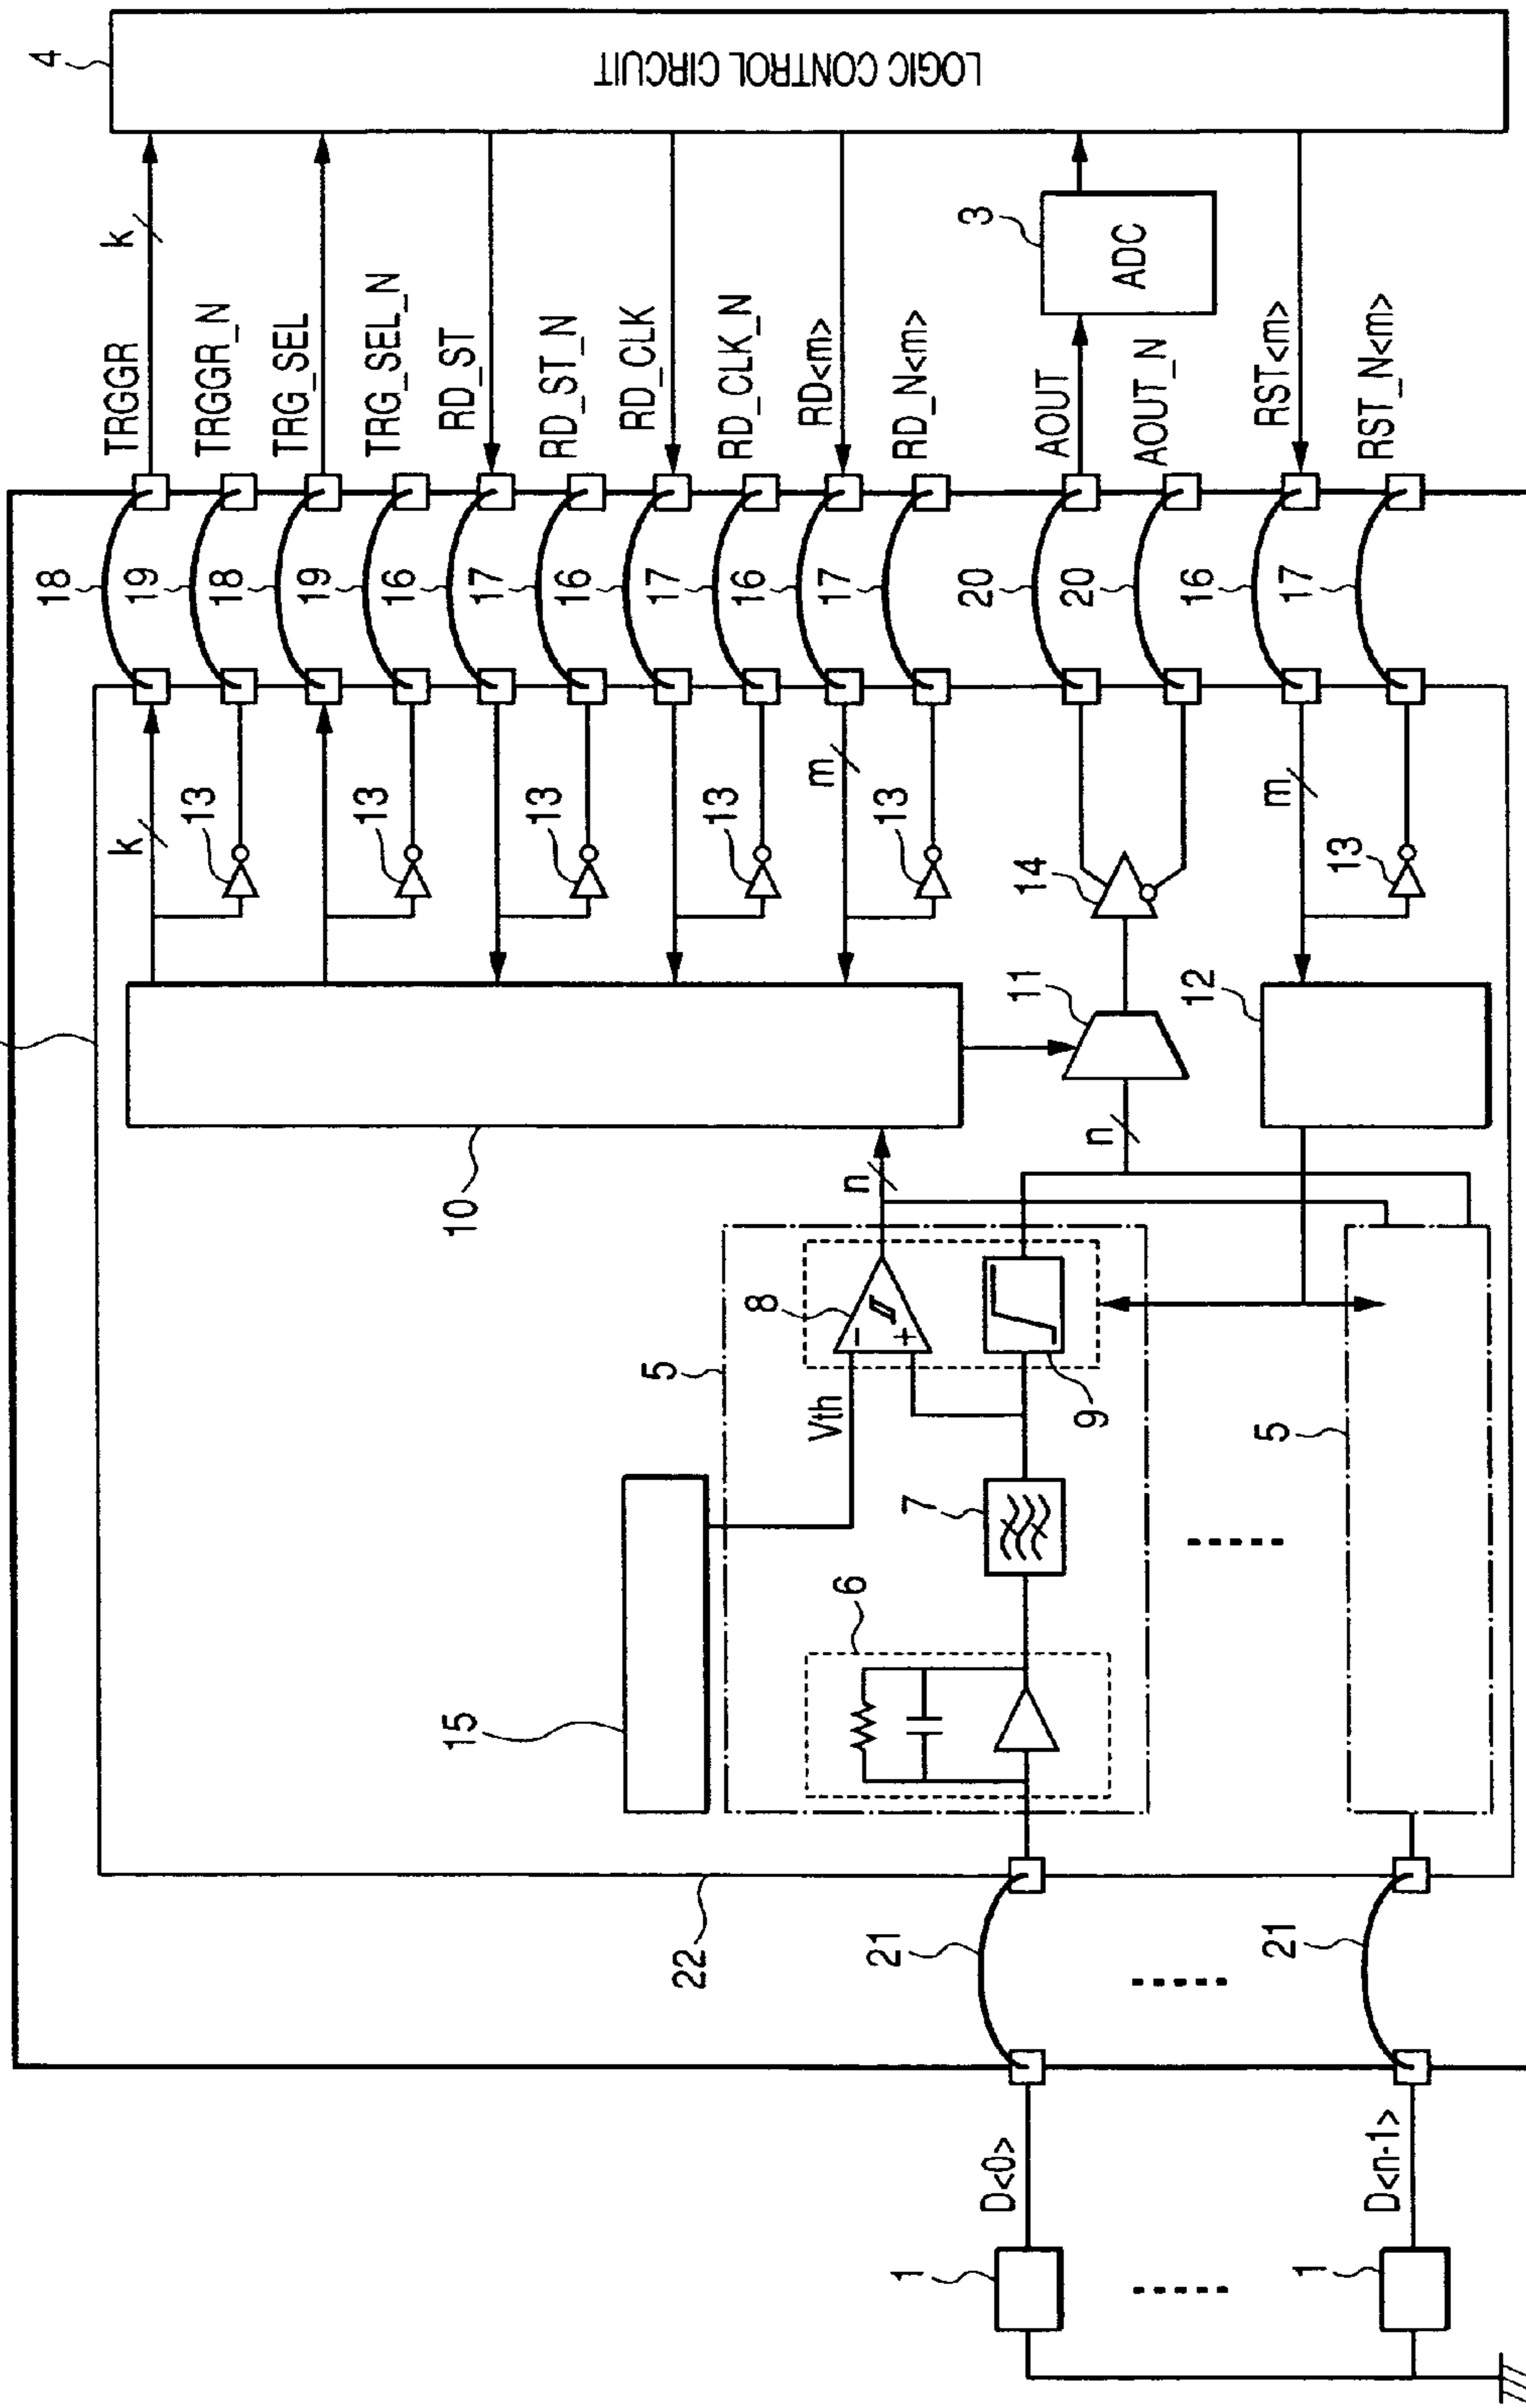 4
LOGIC CONTROL CIRCUIT
k
3
ADC
TRGGR
TRGGR_N
TRG_SEL
TRG_SEL_N
RD_ST
RD_ST_N
RD_CLK
RD_CLK_N
RD<m>
RD_N<m>
AOUT
AOUT_N
RST<m>
RST_N<m>
18
19
18
19
16
17
16
17
16
17
20
20
16
17
k
13
13
13
13
m
13
14
m
13
11
12
10
n
n
8
5
Vth
+
−
9
5
7
6
15
22
21
21
D<0>
D<n-1>
1
1